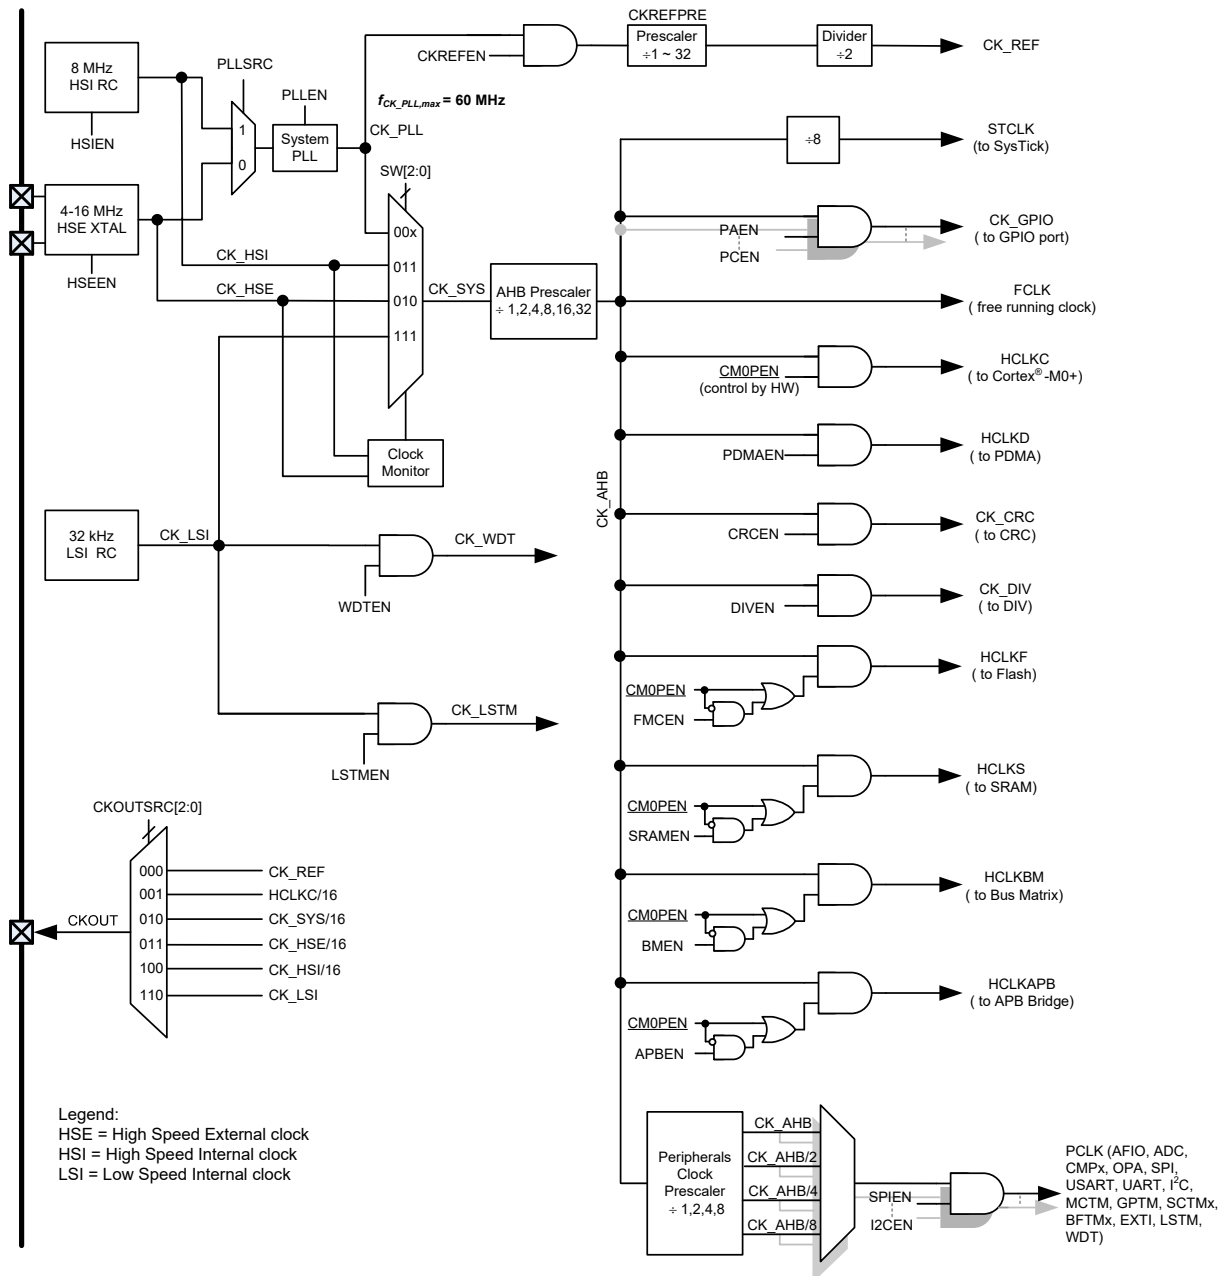 8 MHz
HSI RC
HSIEN
PLLSRC
1
0
PLLEN
System
PLL
f CK_PLL,max = 60 MHz
CK_PLL
CKREFEN
CKREFPRE
Prescaler
÷1 ~ 32
Divider
÷2
CK_REF
4-16 MHz
HSE XTAL
HSEEN
CK_HSI
CK_HSE
SW[2:0]
00x
011
010
111
CK_SYS
AHB Prescaler
÷ 1,2,4,8,16,32
Clock
Monitor
÷8
STCLK
(to SysTick)
PAEN
PCEN
CK_GPIO
( to GPIO port)
FCLK
( free running clock)
CM0PEN
(control by HW)
HCLKC
( to Cortex®-M0+)
PDMAEN
HCLKD
( to PDMA)
CK_AHB
CRCEN
CK_CRC
( to CRC)
DIVEN
CK_DIV
( to DIV)
CM0PEN
FMCEN
HCLKF
( to Flash)
CM0PEN
SRAMEN
HCLKS
( to SRAM)
CM0PEN
BMEN
HCLKBM
( to Bus Matrix)
CM0PEN
APBEN
HCLKAPB
( to APB Bridge)
32 kHz
LSI RC
CK_LSI
CK_WDT
WDTEN
CK_LSTM
LSTMEN
CKOUTSRC[2:0]
CKOUT
000 CK_REF
001 HCLKC/16
010 CK_SYS/16
011 CK_HSE/16
100 CK_HSI/16
110 CK_LSI
Legend:
HSE = High Speed External clock
HSI = High Speed Internal clock
LSI = Low Speed Internal clock
Peripherals
Clock
Prescaler
÷ 1,2,4,8
CK_AHB
CK_AHB/2
CK_AHB/4
CK_AHB/8
SPIEN
I2CEN
PCLK (AFIO, ADC,
CMPx, OPA, SPI,
USART, UART, I²C,
MCTM, GPTM, SCTMx,
BFTMx, EXTI, LSTM,
WDT)